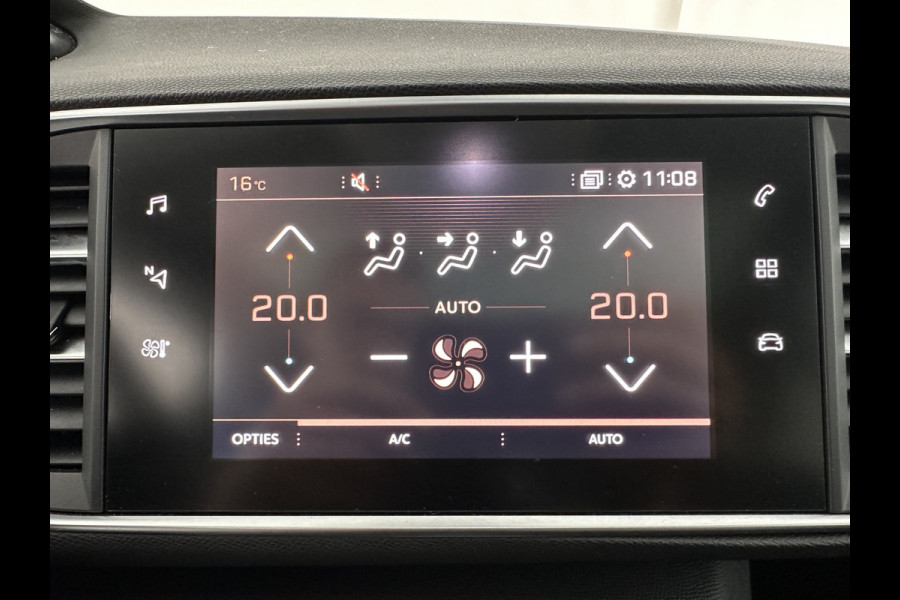 16°C
11:08
N
20.0
20.0
AUTO
OPTIES
A/C
AUTO